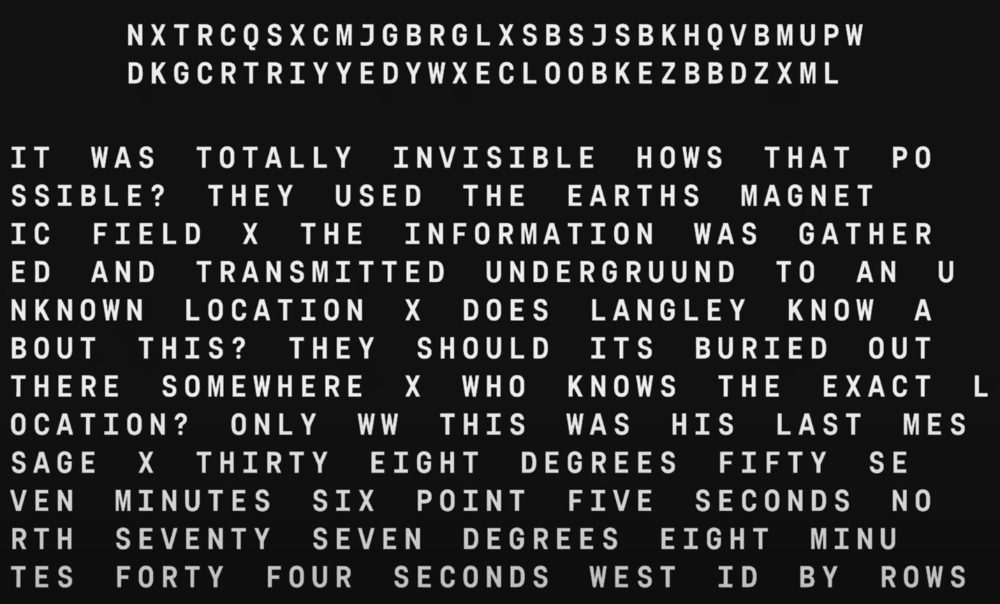 NXTRCQSXCMJGBRGLXSBSJSBKHQVBMUPW
DKGCRTRIYYEDYWXECLOOBKEZBBDZXML
IT WAS TOTALLY INVISIBLE HOWS THAT PO
SSIBLE? THEY USED THE EARTHS MAGNET
IC FIELD X THE INFORMATION WAS GATHER
ED AND TRANSMITTED UNDERGRUUND TO AN U
NKNOWN LOCATION X DOES LANGLEY KNOW A
BOUT THIS? THEY SHOULD ITS BURIED OUT
THERE SOMEWHERE X WHO KNOWS THE EXACT L
OCATION? ONLY WW THIS WAS HIS LAST MES
SAGE X THIRTY EIGHT DEGREES FIFTY SE
VEN MINUTES SIX POINT FIVE SECONDS NO
RTH SEVENTY SEVEN DEGREES EIGHT MINU
TES FORTY FOUR SECONDS WEST ID BY ROWS